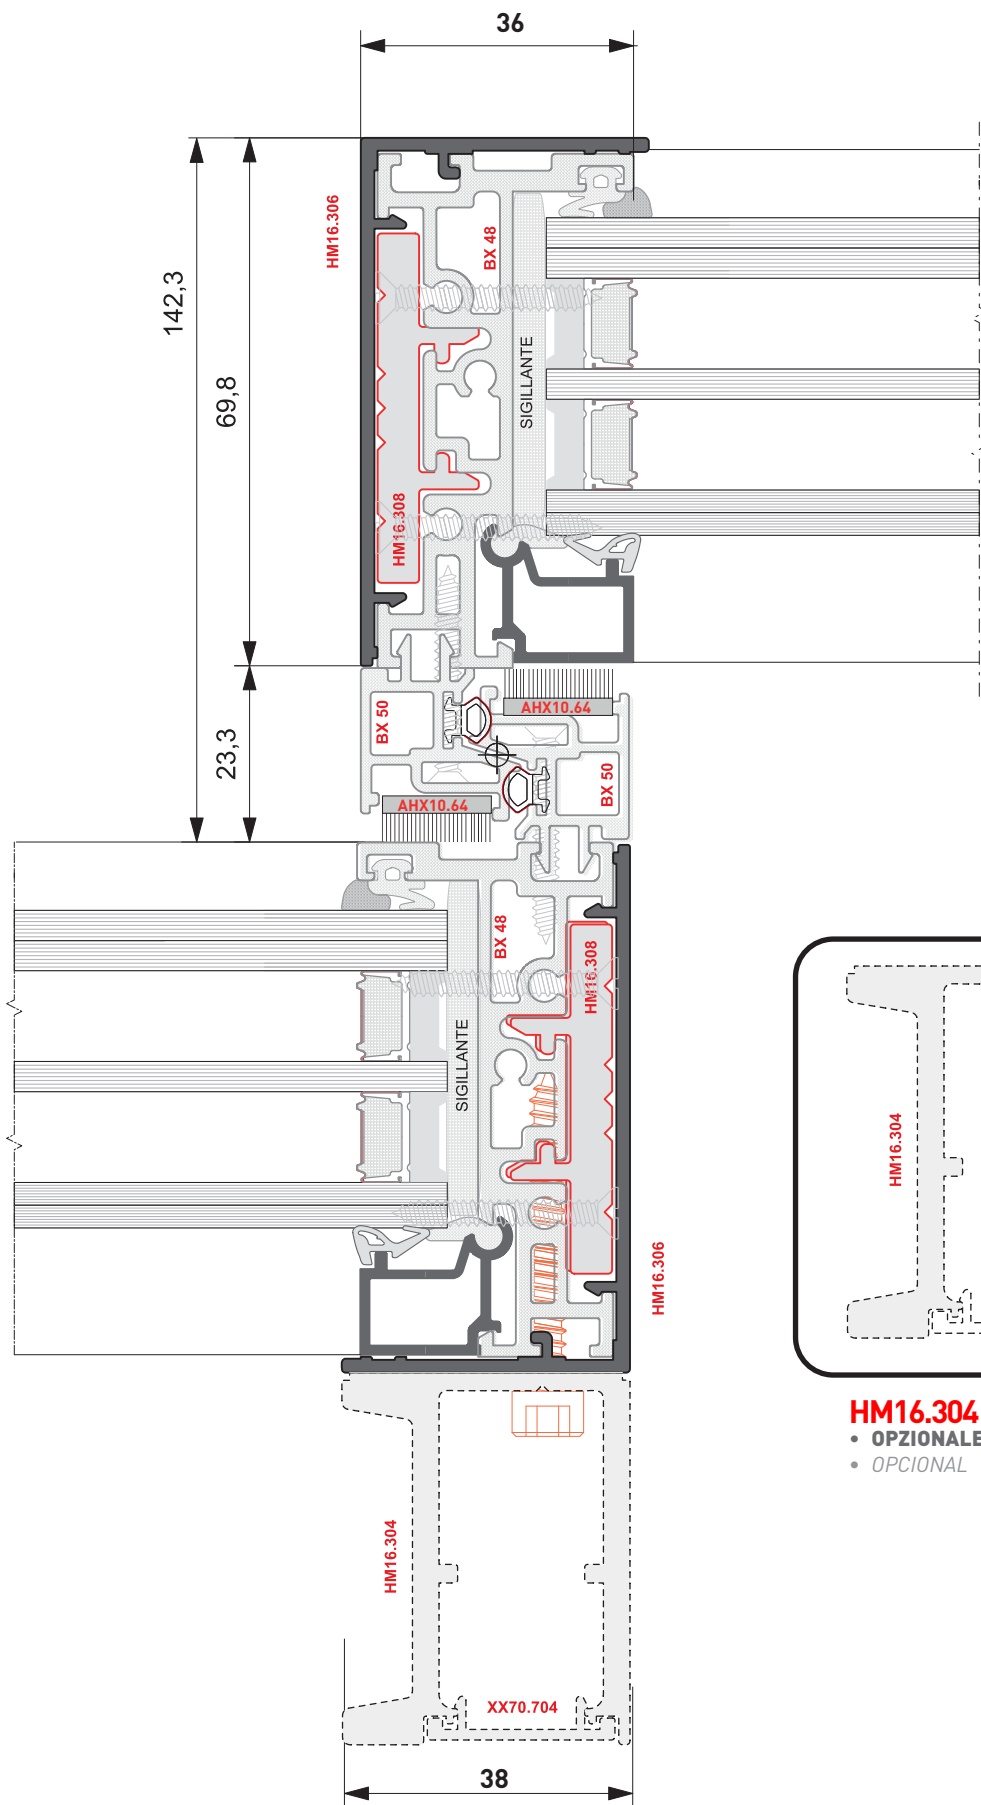 36
HM16.306
BX 48
142,3
SIGILLANTE
69,8
HM16.308
AHX10.64
BX 50
23,3
BX 50
AHX10.64
BX 48
HM16.308
SIGILLANTE
HM16.304
HM16.306
HM16.304
• OPZIONALE
• OPCIONAL
HM16.304
XX70.704
38